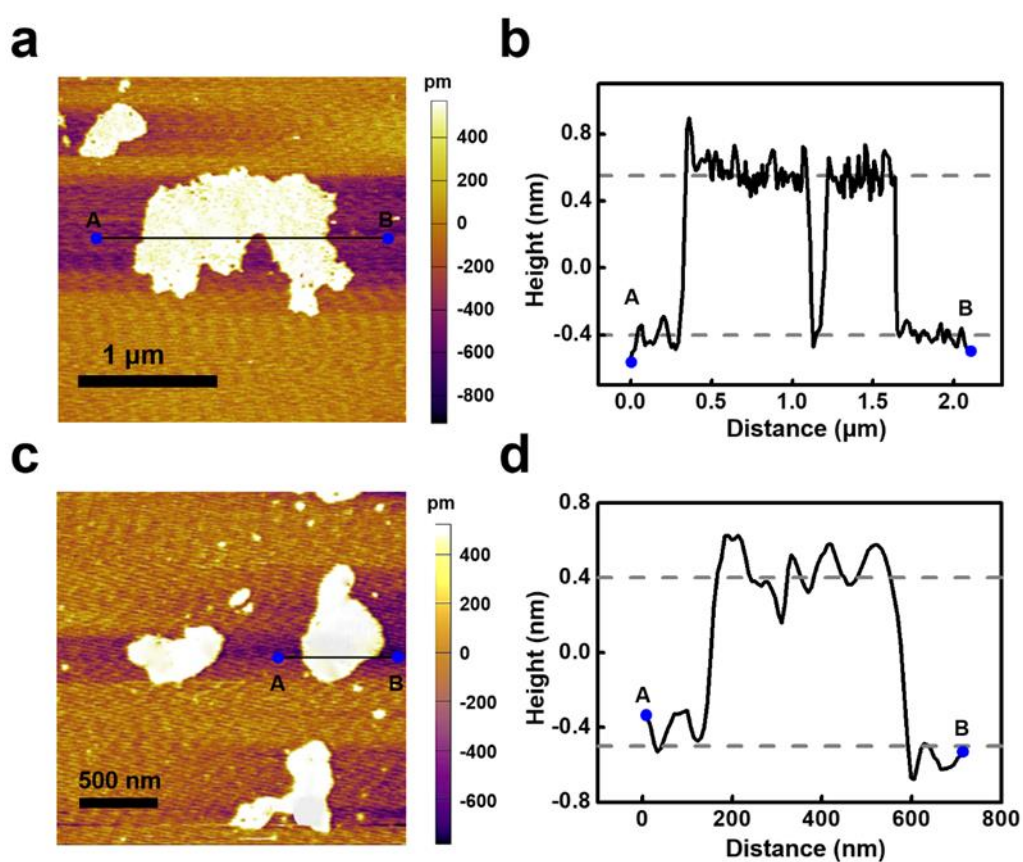 a
pm
400
200
0
-200
-400
-600
-800
A
B
1 µm
b
Height (nm)
0.8
0.4
0.0
-0.4
A
B
0.0 0.5 1.0 1.5 2.0
Distance (µm)
c
pm
400
200
0
-200
-400
-600
A
B
500 nm
d
Height (nm)
0.8
0.4
0.0
-0.4
-0.8
A
B
0 200 400 600 800
Distance (nm)